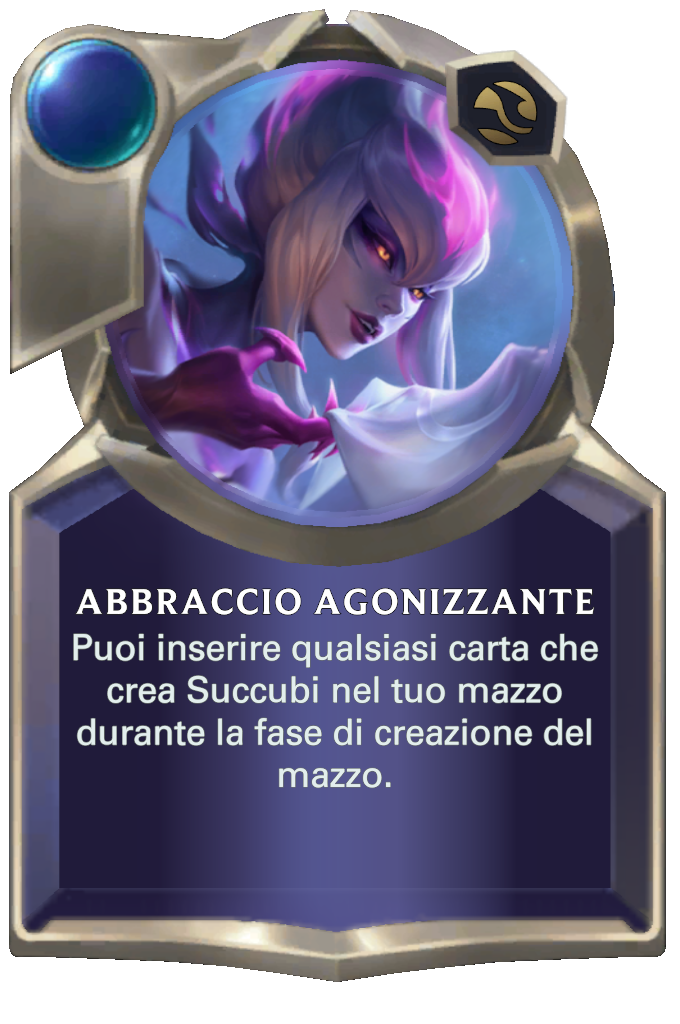 ABBRACCIO AGONIZZANTE
Puoi inserire qualsiasi carta che
crea Succubi nel tuo mazzo
durante la fase di creazione del
mazzo.